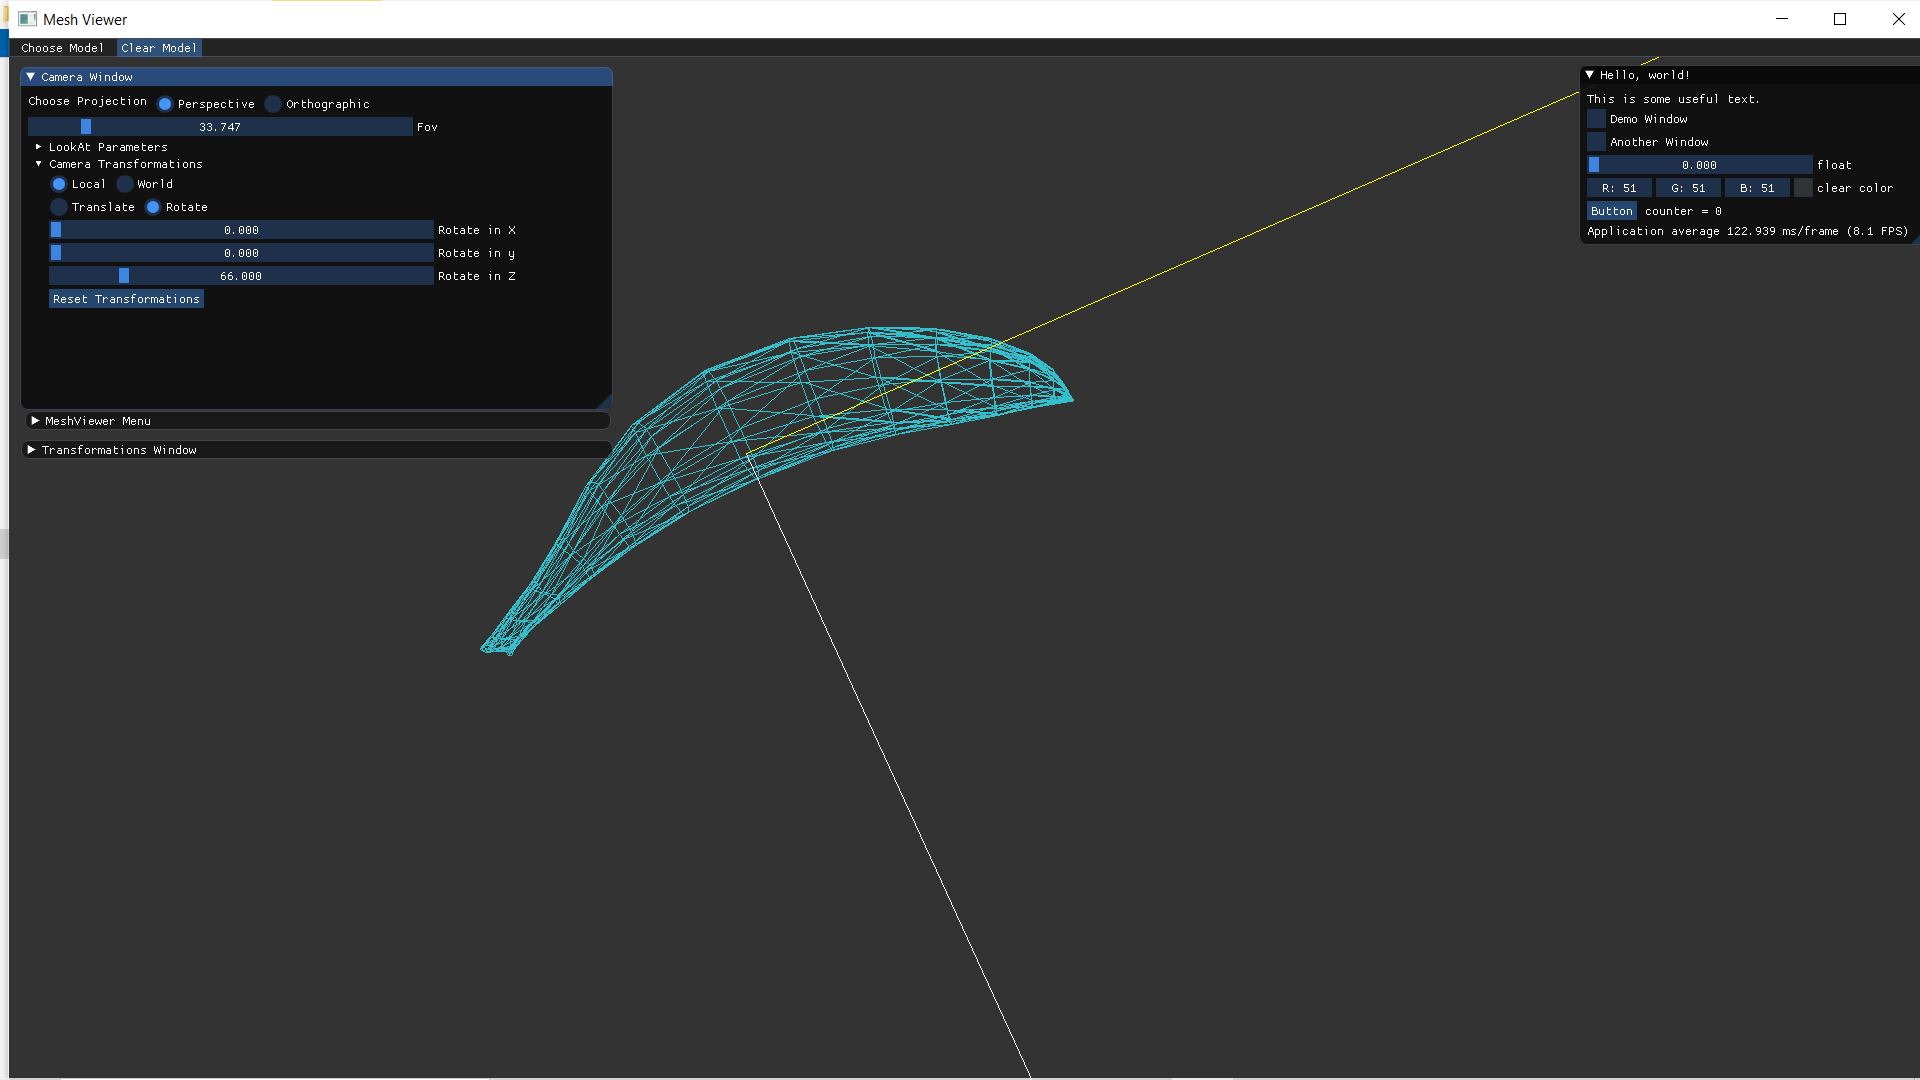 Mesh Viewer
Choose Model Clear Model
Camera Window
Choose Projection Perspective Orthographic
33.747 Fov
LookAt Parameters
Camera Transformations
Local World
Translate Rotate
0.000 Rotate in X
0.000 Rotate in y
66.000 Rotate in Z
Reset Transformations
MeshViewer Menu
Transformations Window
Hello, world!
This is some useful text.
Demo Window
Another Window
0.000 float
R: 51 G: 51 B: 51 clear color
Button counter = 0
Application average 122.939 ms/frame (8.1 FPS)